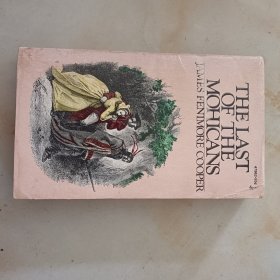 THE LAST
OF THE
MOHICANS
JAMES FENIMORE COOPER